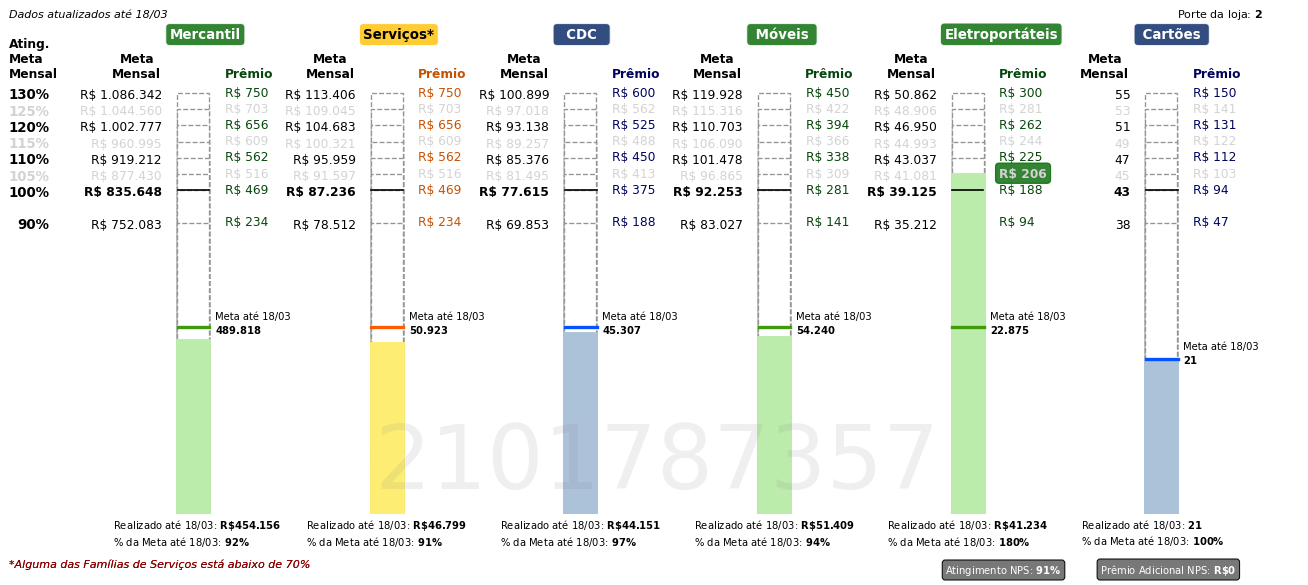 Dados atualizados até 18/03
Porte da loja: 2
Mercantil Serviços* CDC Móveis Eletroportáteis Cartões
Ating. Meta Mensal
Meta Mensal Prêmio Meta Mensal Prêmio Meta Mensal Prêmio Meta Mensal Prêmio Meta Mensal Prêmio Meta Mensal Prêmio
130% R$ 1.086.342 R$ 750 R$ 113.406 R$ 750 R$ 100.899 R$ 600 R$ 119.928 R$ 450 R$ 50.862 R$ 300 55 R$ 150
125% R$ 1.044.560 R$ 703 R$ 109.045 R$ 703 R$ 97.018 R$ 562 R$ 115.316 R$ 422 R$ 48.906 R$ 281 53 R$ 141
120% R$ 1.002.777 R$ 656 R$ 104.683 R$ 656 R$ 93.138 R$ 525 R$ 110.703 R$ 394 R$ 46.950 R$ 262 51 R$ 131
115% R$ 960.995 R$ 609 R$ 100.321 R$ 609 R$ 89.257 R$ 488 R$ 106.090 R$ 366 R$ 44.993 R$ 244 49 R$ 122
110% R$ 919.212 R$ 562 R$ 95.959 R$ 562 R$ 85.376 R$ 450 R$ 101.478 R$ 338 R$ 43.037 R$ 225 47 R$ 112
105% R$ 877.430 R$ 516 R$ 91.597 R$ 516 R$ 81.495 R$ 413 R$ 96.865 R$ 309 R$ 41.081 R$ 206 45 R$ 103
100% R$ 835.648 R$ 469 R$ 87.236 R$ 469 R$ 77.615 R$ 375 R$ 92.253 R$ 281 R$ 39.125 R$ 188 43 R$ 94
90% R$ 752.083 R$ 234 R$ 78.512 R$ 234 R$ 69.853 R$ 188 R$ 83.027 R$ 141 R$ 35.212 R$ 94 38 R$ 47
Meta até 18/03 Meta até 18/03 Meta até 18/03 Meta até 18/03 Meta até 18/03
489.818 50.923 45.307 54.240 22.875
Meta até 18/03
21
2101787357
Realizado até 18/03: R$454.156 Realizado até 18/03: R$46.799 Realizado até 18/03: R$44.151 Realizado até 18/03: R$51.409 Realizado até 18/03: R$41.234 Realizado até 18/03: 21
% da Meta até 18/03: 92% % da Meta até 18/03: 91% % da Meta até 18/03: 97% % da Meta até 18/03: 94% % da Meta até 18/03: 180% % da Meta até 18/03: 100%
*Alguma das Famílias de Serviços está abaixo de 70%
Atingimento NPS: 91% Prêmio Adicional NPS: R$0